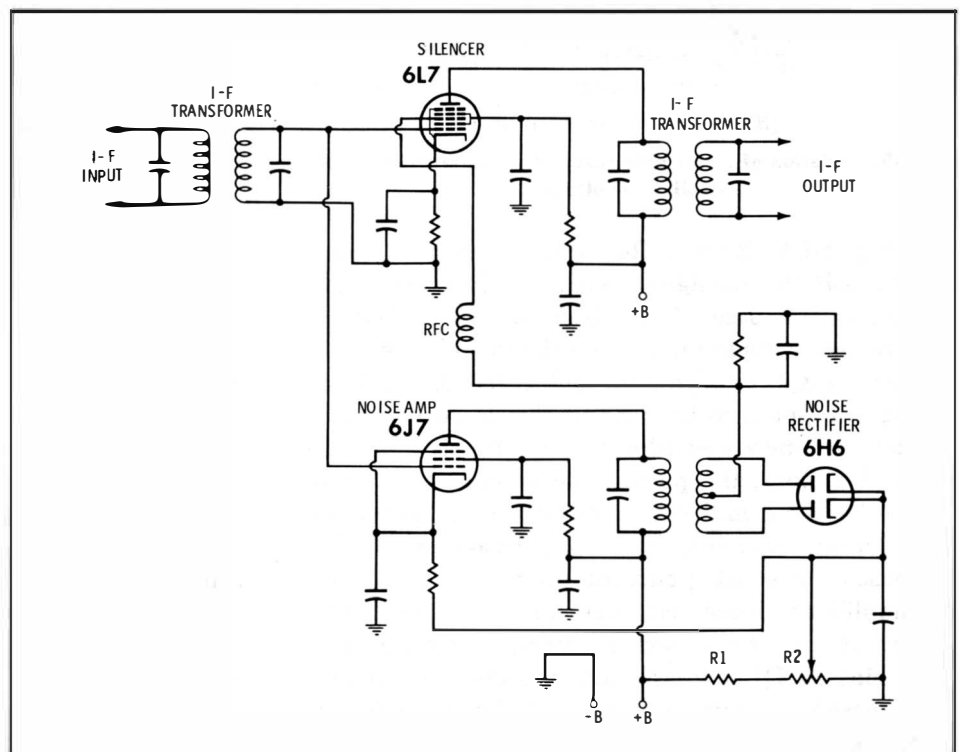 SILENCER
6L7
I-F
TRANSFORMER
I-F
TRANSFORMER
I-F
INPUT
I-F
OUTPUT
+B
RFC
NOISE AMP
6J7
NOISE
RECTIFIER
6H6
R1
R2
-B
+B